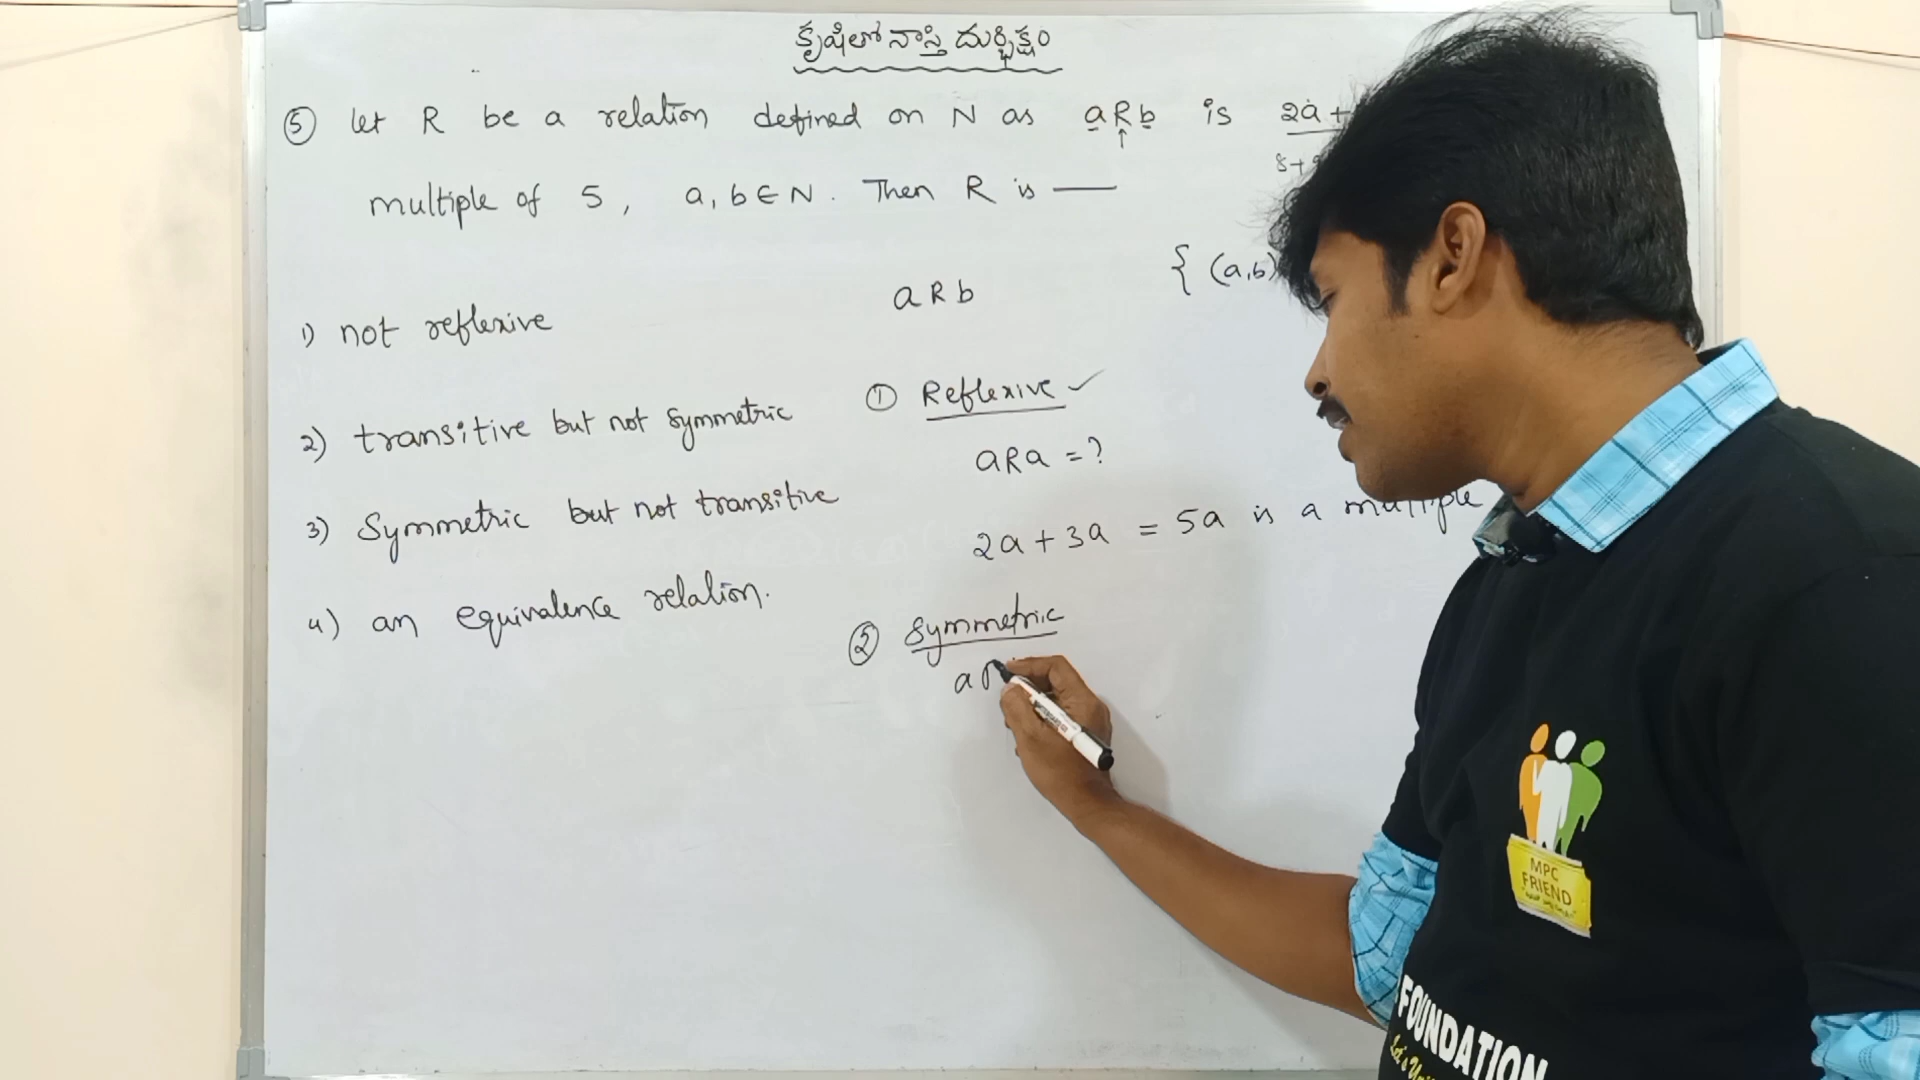 కృషితో నాస్తి దుర్భిక్షం
⑤ let R be a relation defined on N as aRb is 2a +
8+
multiple of 5, a, b ∈ N. Then R is —
{ (a,b)
aRb
1) not reflexive
① Reflexive ✓
2) transitive but not symmetric
aRa = ?
3) Symmetric but not transitive
2a + 3a = 5a is a multiple
4) an equivalence relation.
② Symmetric
a
MPC
FRIEND
FOUNDATION